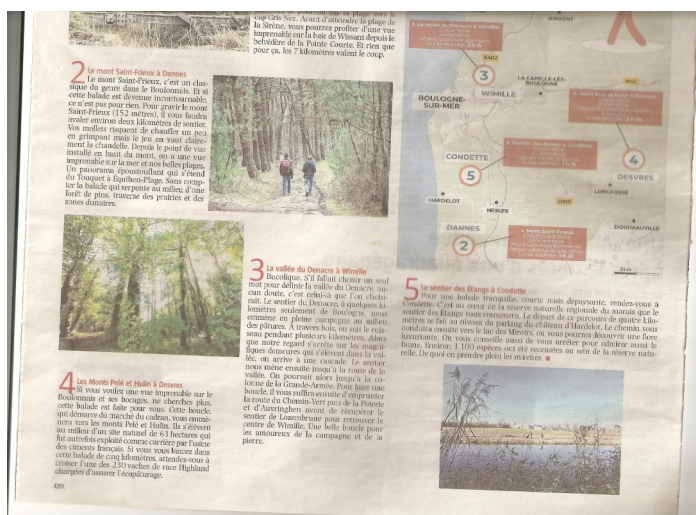 cap Gris Nez. Avant d'atteindre la plage de
la Sirène, vous pourrez profiter d'une vue
imprenable sur la baie de Wissant depuis le
belvédère de la Pointe Courte. Et rien que
pour ça, les 7 kilomètres valent le coup.
2 Le mont Saint-Frieux à Dannes
Le mont Saint-Frieux, c'est un clas-
sique du genre dans le Boulonnais. Et si
cette balade est devenue incontournable,
ce n'est pas pour rien. Pour gravir le mont
Saint-Frieux (152 mètres), il vous faudra
avaler environ deux kilomètres de sentier.
Vos mollets risquent de chauffer un peu
en grimpant mais le jeu en vaut claire-
ment la chandelle. Depuis le point de vue
installé en haut du mont, on a une vue
imprenable sur la mer et nos belles plages.
Un panorama époustouflant qui s'étend
du Touquet à Equihen-Plage. Sans comp-
ter la balade qui serpente au milieu d'une
forêt de pins, traverse des prairies et des
zones dunaires.
3 La vallée du Denacre à Wimille
Bucolique. S'il fallait choisir un seul
mot pour définir la vallée du Denacre, au-
cun doute, c'est celui-là que l'on choisi-
rait. Le sentier du Denacre, à quelques ki-
lomètres seulement de Boulogne, nous
emmène en pleine campagne au milieu
des pâtures. À travers bois, on suit le ruis-
seau pendant plusieurs kilomètres. Alors
que notre regard s'arrête sur les magni-
fiques demeures qui s'élèvent dans la val-
lée, on arrive à une cascade. Le sentier
nous mène ensuite jusqu'à la route de la
vallée. On poursuit alors jusqu'à la co-
lonne de la Grande-Armée. Pour faire une
boucle, il vous suffira ensuite d'emprunter
la route du Chemin-Vert puis de la Poterie
et d'Auvringhen avant de récupérer le
sentier de Lozembrune pour retrouver le
centre de Wimille. Une belle boucle pour
les amoureux de la campagne et de la
pierre.
4 Les Monts Pelé et Hulin à Desvres
Si vous voulez une vue imprenable sur le
Boulonnais et ses bocages, ne cherchez plus,
cette balade est faite pour vous. Cette boucle,
qui démarre du marché du cadran, vous emmè-
nera vers les monts Pelé et Hulin. Ils s'élèvent
au milieu d'un site naturel de 63 hectares qui
fut autrefois exploité comme carrière par l'usine
des ciments français. Si vous vous lancez dans
cette balade de cinq kilomètres, attendez-vous à
croiser l'une des 230 vaches de race Highland
chargées d'assurer l'écopâturage.
5 Le sentier des Étangs à Condette
Pour une balade tranquille, courte mais dépaysante, rendez-vous à
Condette. C'est au cœur de la réserve naturelle régionale du marais que le
sentier des Étangs vous emmènera. Le départ de ce parcours de quatre kilo-
mètres se fait au niveau du parking du château d'Hardelot. Le chemin vous
conduira ensuite vers le lac des Miroirs, où vous pourrez découvrir une flore
luxuriante. On vous conseille aussi de vous arrêter pour admirer aussi la
faune. Environ 1 100 espèces ont été recensées au sein de la réserve natu-
relle. De quoi en prendre plein les mirettes.
3. La vallée du Denacre à Wimille
3
WIMILLE
LA CAPELLE-LÈS-
BOULOGNE
BOULOGNE-
SUR-MER
4
DESVRES
CONDETTE
5
HARDELOT
NESLES
LONGFOSSE
DOUDEAUVILLE
DANNES
2
2. Mont Saint-Frieux